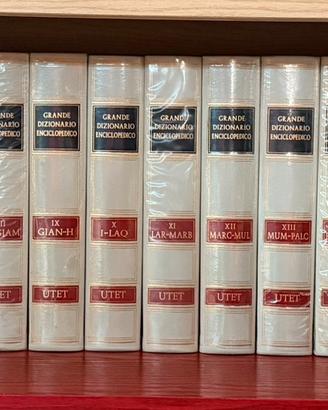 GRANDE
DIZIONARIO
ENCICLOPEDICO
IX
GIAN-H
UTET
GRANDE
DIZIONARIO
ENCICLOPEDICO
X
I-LAQ
UTET
GRANDE
DIZIONARIO
ENCICLOPEDICO
XI
LAR-MARB
UTET
GRANDE
DIZIONARIO
ENCICLOPEDICO
XII
MARC-MUL
UTET
GRANDE
DIZIONARIO
ENCICLOPEDICO
XIII
MUM-PALC
UTET